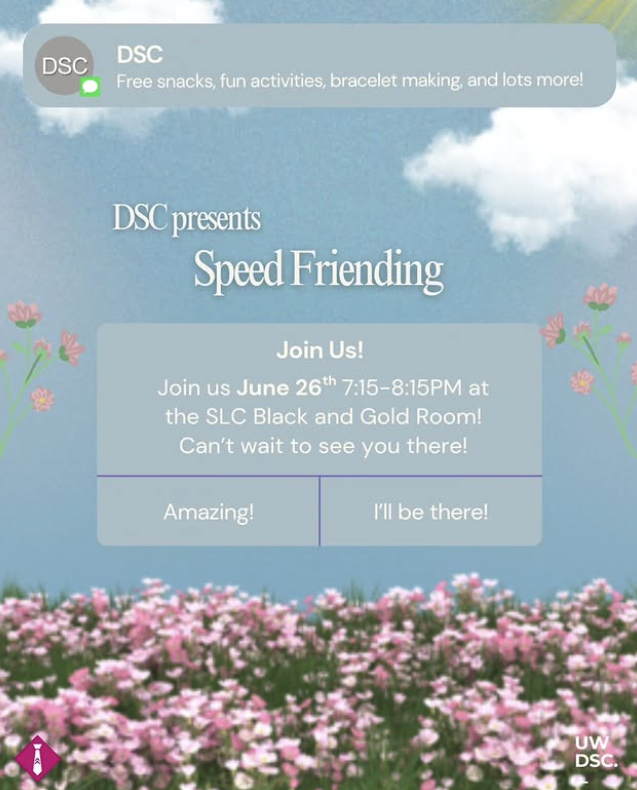 DSC
DSC
Free snacks, fun activities, bracelet making, and lots more!
DSC presents
Speed Friending
Join Us!
Join us June 26th 7:15-8:15PM at
the SLC Black and Gold Room!
Can't wait to see you there!
Amazing!
I'll be there!
UW
DSC.